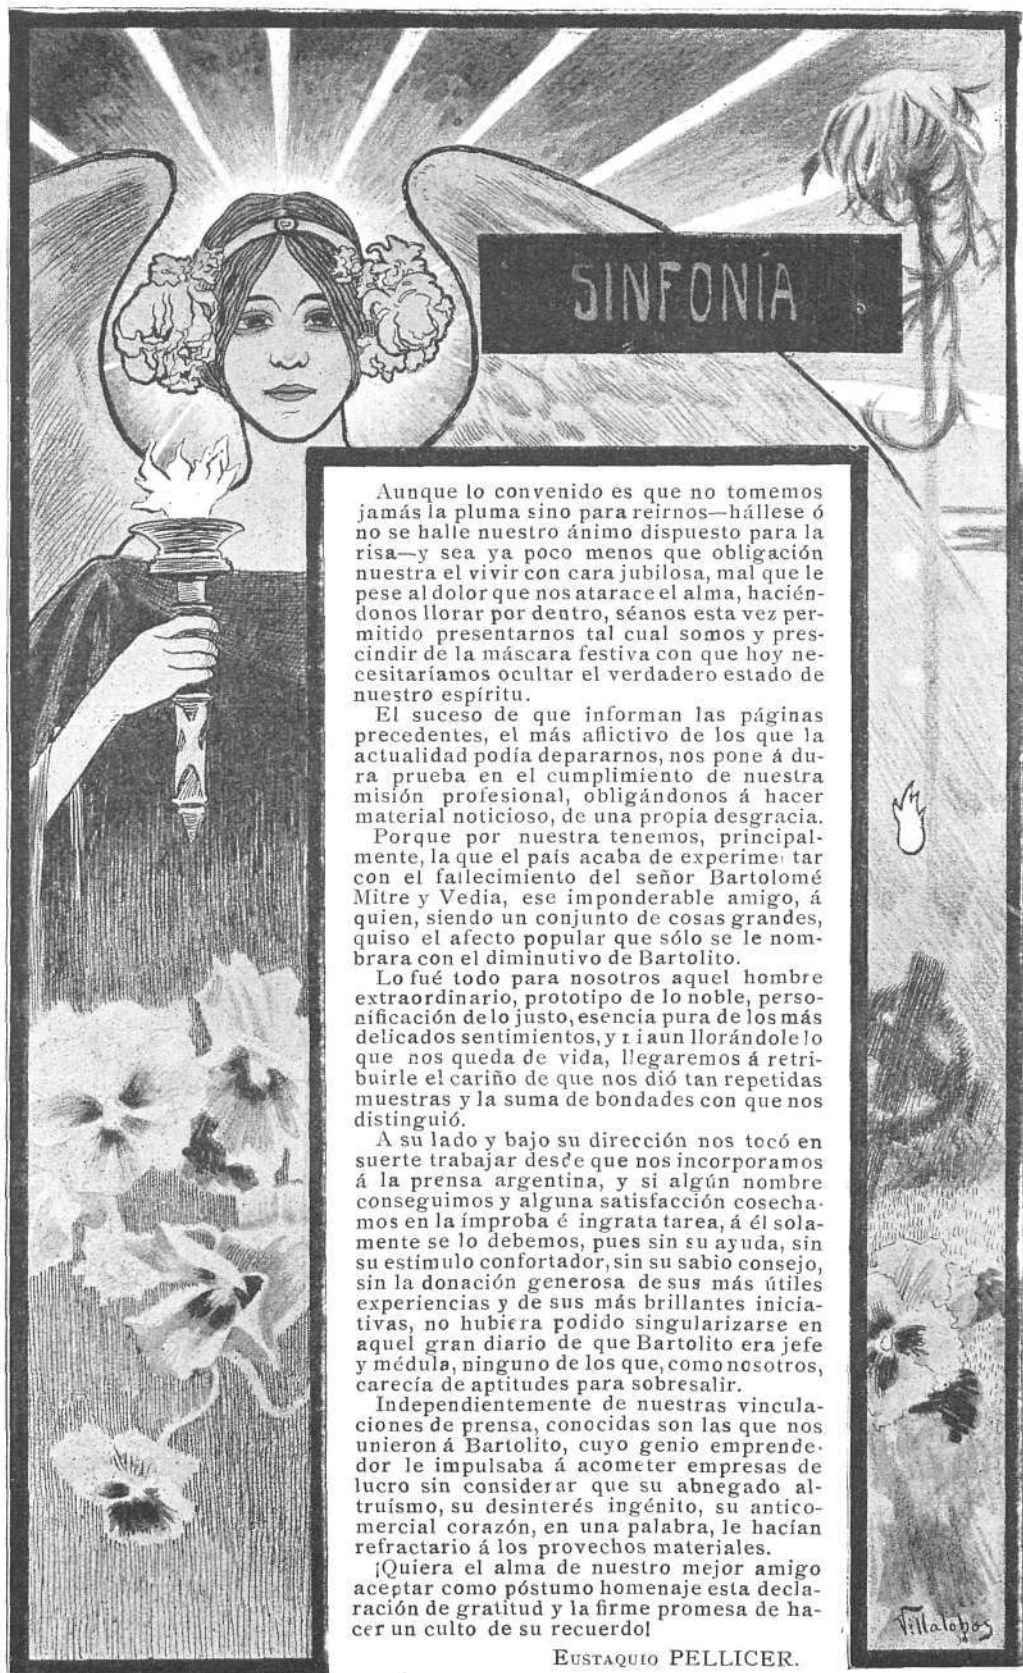 SINFONÍA
Aunque lo convenido es que no tomemos
jamás la pluma sino para reirnos—hállese ó
no se halle nuestro ánimo dispuesto para la
risa—y sea ya poco menos que obligación
nuestra el vivir con cara jubilosa, mal que le
pese al dolor que nos atarace el alma, hacién-
donos llorar por dentro, séanos esta vez per-
mitido presentarnos tal cual somos y pres-
cindir de la máscara festiva con que hoy ne-
cesitaríamos ocultar el verdadero estado de
nuestro espíritu.
El suceso de que informan las páginas
precedentes, el más aflictivo de los que la
actualidad podía depararnos, nos pone á du-
ra prueba en el cumplimiento de nuestra
misión profesional, obligándonos á hacer
material noticioso, de una propia desgracia.
Porque por nuestra tenemos, principal-
mente, la que el país acaba de experime tar
con el fallecimiento del señor Bartolomé
Mitre y Vedia, ese imponderable amigo, á
quien, siendo un conjunto de cosas grandes,
quiso el afecto popular que sólo se le nom-
brara con el diminutivo de Bartolito.
Lo fué todo para nosotros aquel hombre
extraordinario, prototipo de lo noble, perso-
nificación de lo justo, esencia pura de los más
delicados sentimientos, y ni aun llorándole lo
que nos queda de vida, llegaremos á retri-
buirle el cariño de que nos dió tan repetidas
muestras y la suma de bondades con que nos
distinguió.
A su lado y bajo su dirección nos tocó en
suerte trabajar desde que nos incorporamos
á la prensa argentina, y si algún nombre
conseguimos y alguna satisfacción cosecha-
mos en la ímproba é ingrata tarea, á él sola-
mente se lo debemos, pues sin su ayuda, sin
su estímulo confortador, sin su sabio consejo,
sin la donación generosa de sus más útiles
experiencias y de sus más brillantes inicia-
tivas, no hubiera podido singularizarse en
aquel gran diario de que Bartolito era jefe
y médula, ninguno de los que, como nosotros,
carecía de aptitudes para sobresalir.
Independientemente de nuestras vincula-
ciones de prensa, conocidas son las que nos
unieron á Bartolito, cuyo genio emprende-
dor le impulsaba á acometer empresas de
lucro sin considerar que su abnegado al-
truísmo, su desinterés ingénito, su antico-
mercial corazón, en una palabra, le hacían
refractario á los provechos materiales.
¡Quiera el alma de nuestro mejor amigo
aceptar como póstumo homenaje esta decla-
ración de gratitud y la firme promesa de ha-
cer un culto de su recuerdo!
EUSTAQUIO PELLICER.
Villalobos